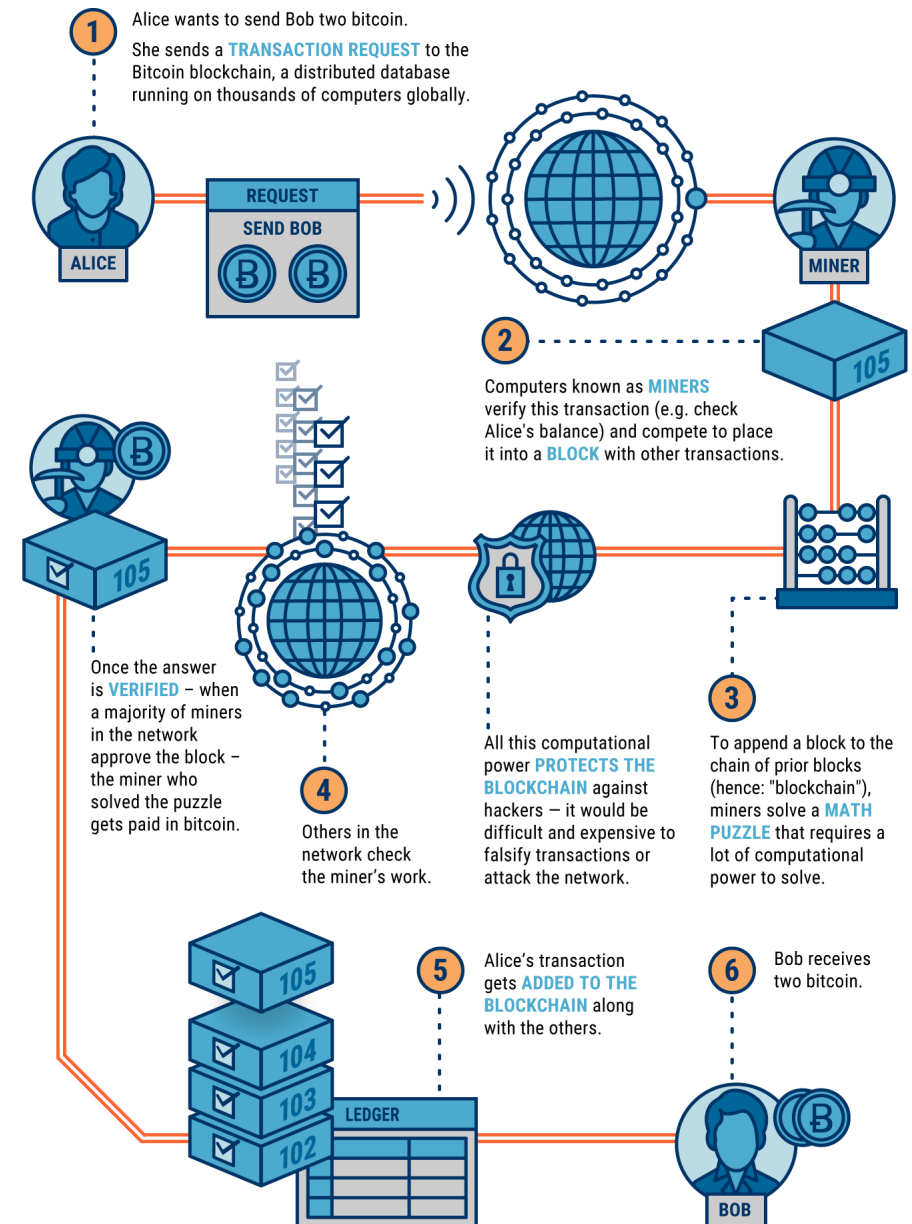 1
Alice wants to send Bob two bitcoin.
She sends a TRANSACTION REQUEST to the
Bitcoin blockchain, a distributed database
running on thousands of computers globally.
ALICE
REQUEST
SEND BOB
MINER
105
2
Computers known as MINERS
verify this transaction (e.g. check
Alice's balance) and compete to place
it into a BLOCK with other transactions.
3
To append a block to the
chain of prior blocks
(hence: "blockchain"),
miners solve a MATH
PUZZLE that requires a
lot of computational
power to solve.
All this computational
power PROTECTS THE
BLOCKCHAIN against
hackers — it would be
difficult and expensive to
falsify transactions or
attack the network.
4
Others in the
network check
the miner’s work.
105
Once the answer
is VERIFIED – when
a majority of miners
in the network
approve the block –
the miner who
solved the puzzle
gets paid in bitcoin.
105
104
103
102
LEDGER
5
Alice’s transaction
gets ADDED TO THE
BLOCKCHAIN along
with the others.
6
Bob receives
two bitcoin.
BOB